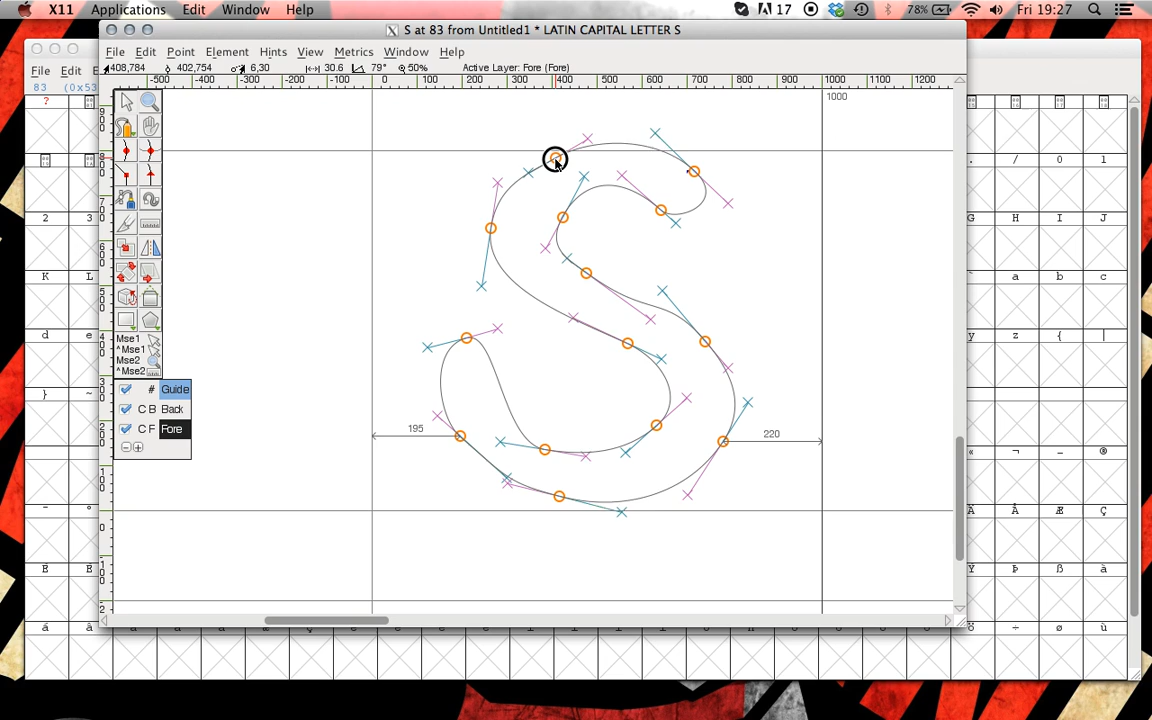 X11 Applications Edit Window Help 17 78% Fri 19:27
S at 83 from Untitled1 * LATIN CAPITAL LETTER S
File Edit
83 (0x53
File Edit Point Element Hints View Metrics Window Help
408,784 402,754 6,30 30.6 79° 50% Active Layer: Fore (Fore)
-500 -400 -300 -200 -100 0 100 200 300 400 500 600 700 800 900 1000 1100 1200
1000
195
220
Mse1
^Mse1
Mse2
^Mse2
# Guide
C B Back
C F Fore
?
. / 0 1
2 3 G H I J
K L ` a b c
d e y z { |
} ~
« ¬ – ®
Ä Å Æ Ç
Ý Þ ß à
÷ ø ù